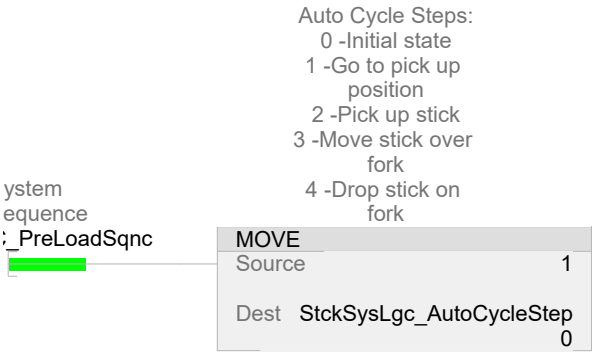 Auto Cycle Steps:
0 -Initial state
1 -Go to pick up
position
2 -Pick up stick
3 -Move stick over
fork
4 -Drop stick on
fork
ystem
equence
_PreLoadSqnc
MOVE
Source 1
Dest StckSysLgc_AutoCycleStep
0